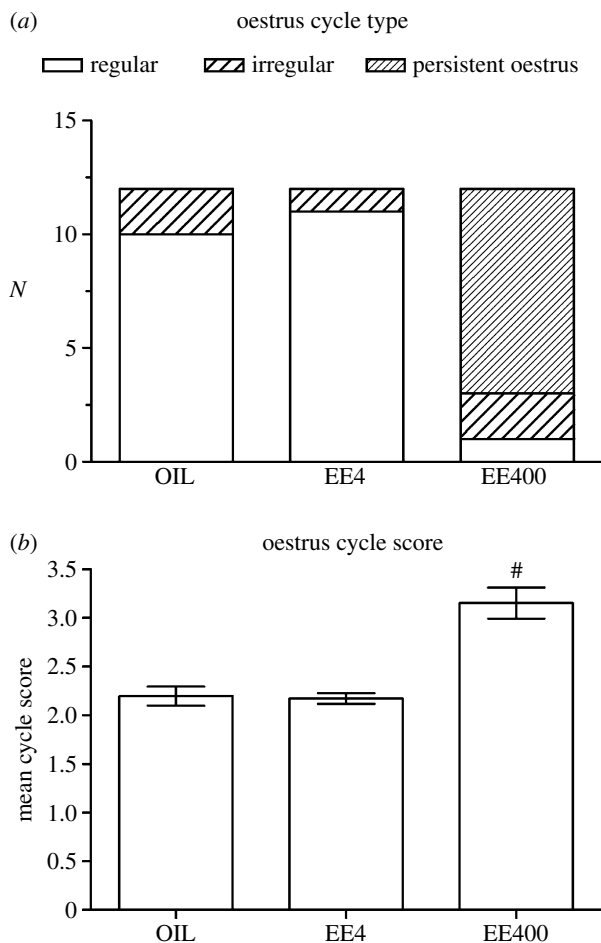 (a) oestrus cycle type
regular irregular persistent oestrus
15
10
N
5
0
OIL EE4 EE400
(b) oestrus cycle score
#
3.5
3.0
2.5
2.0
1.5
1.0
0.5
0
mean cycle score
OIL EE4 EE400